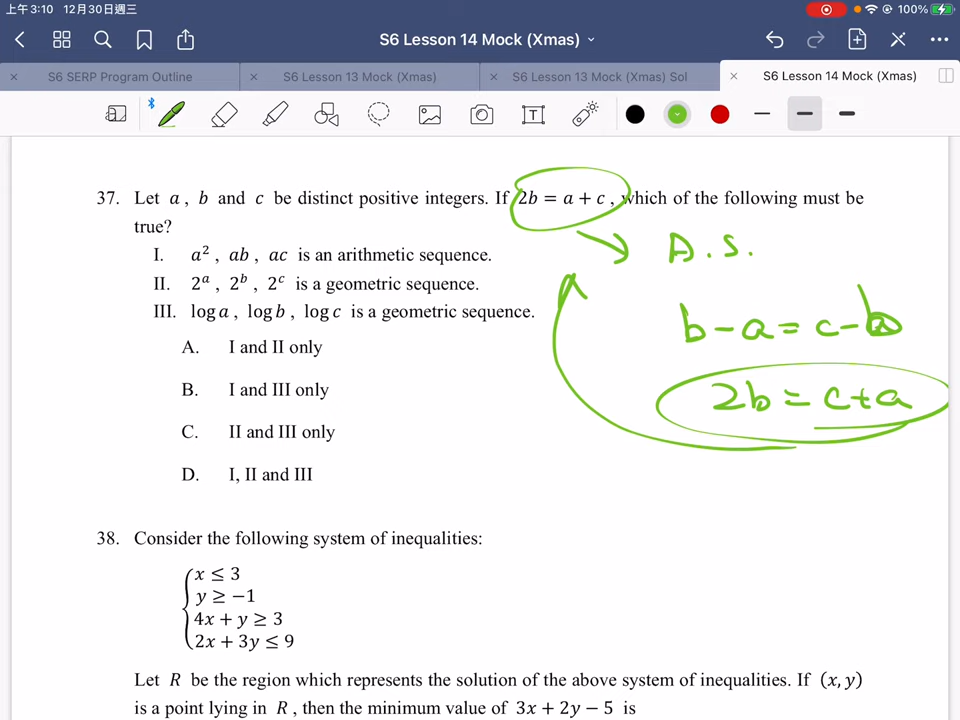 上午3:10 12月30日週三
100%
S6 Lesson 14 Mock (Xmas)
S6 SERP Program Outline
S6 Lesson 13 Mock (Xmas)
S6 Lesson 13 Mock (Xmas) Sol
S6 Lesson 14 Mock (Xmas)
37. Let a , b and c be distinct positive integers. If 2b = a + c , which of the following must be
true?
A.S.
I. a², ab, ac is an arithmetic sequence.
II. 2ᵃ, 2ᵇ, 2ᶜ is a geometric sequence.
III. log a , log b , log c is a geometric sequence.
b-a=c-b
A. I and II only
B. I and III only
2b=c+a
C. II and III only
D. I, II and III
38. Consider the following system of inequalities:
x ≤ 3
y ≥ −1
4x + y ≥ 3
2x + 3y ≤ 9
Let R be the region which represents the solution of the above system of inequalities. If (x, y)
is a point lying in R , then the minimum value of 3x + 2y − 5 is